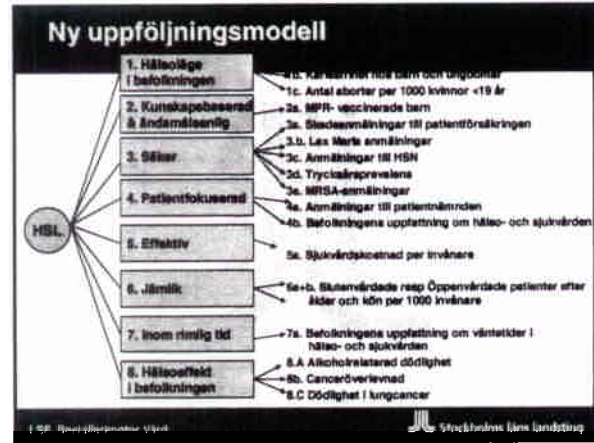 Ny uppföljningsmodell
HSL
1. Hälsoläge
i befolkningen
2. Kunskapsbaserad
& ändamålsenlig
3. Säker
4. Patientfokuserad
5. Effektiv
6. Jämlik
7. Inom rimlig tid
8. Hälsoeffekt
i befolkningen
hos barn och ungdomar
1c. Antal aborter per 1000 kvinnor <19 år
2a. MPR- vaccinerade barn
3a. Skadeanmälningar till patientförsäkringen
3.b. Lex Maria anmälningar
3c. Anmälningar till HSN
3d. Trycksårsprevalens
3e. MRSA-anmälningar
4a. Anmälningar till patientnämnden
4b. Befolkningens uppfattning om hälso- och sjukvården
5a. Sjukvårdskostnad per invånare
6a+b. Slutenvårdade resp Öppenvårdade patienter efter
ålder och kön per 1000 invånare
7a. Befolkningens uppfattning om väntetider i
hälso- och sjukvården
8.A Alkoholrelaterad dödlighet
8b. Canceröverlevnad
8.C Dödlighet i lungcancer
Stockholms läns landsting